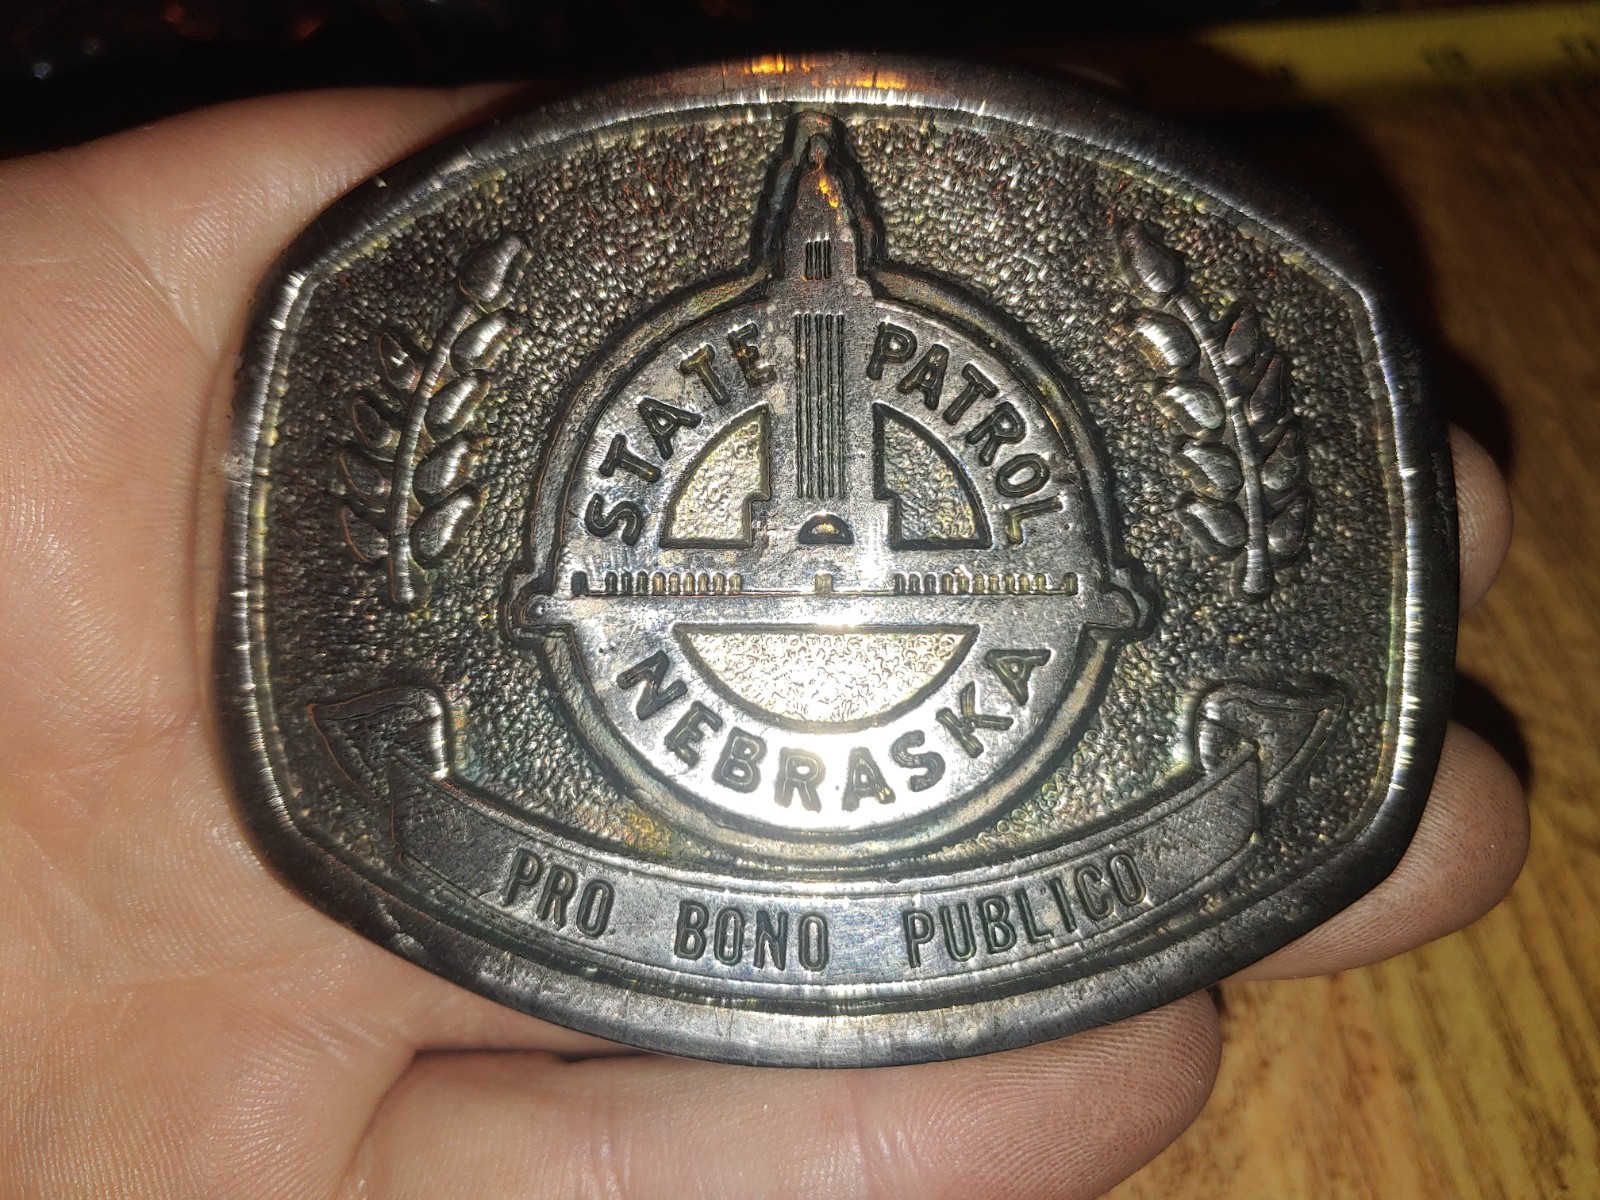 STATE PATROL
NEBRASKA
PRO BONO PUBLICO